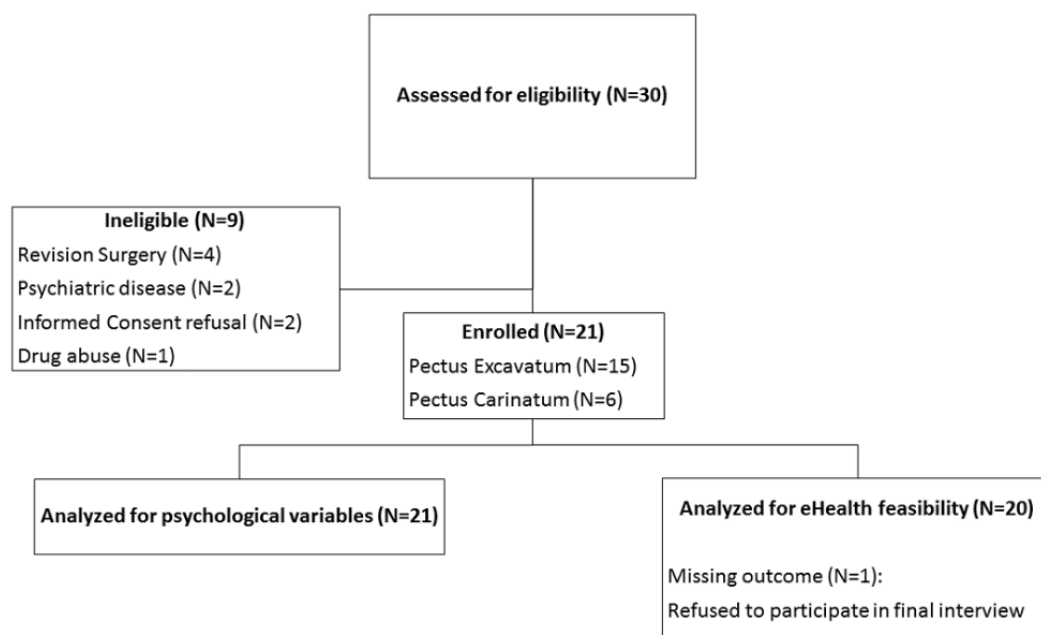 Assessed for eligibility (N=30)
Ineligible (N=9)
Revision Surgery (N=4)
Psychiatric disease (N=2)
Informed Consent refusal (N=2)
Drug abuse (N=1)
Enrolled (N=21)
Pectus Excavatum (N=15)
Pectus Carinatum (N=6)
Analyzed for psychological variables (N=21)
Analyzed for eHealth feasibility (N=20)
Missing outcome (N=1):
Refused to participate in final interview